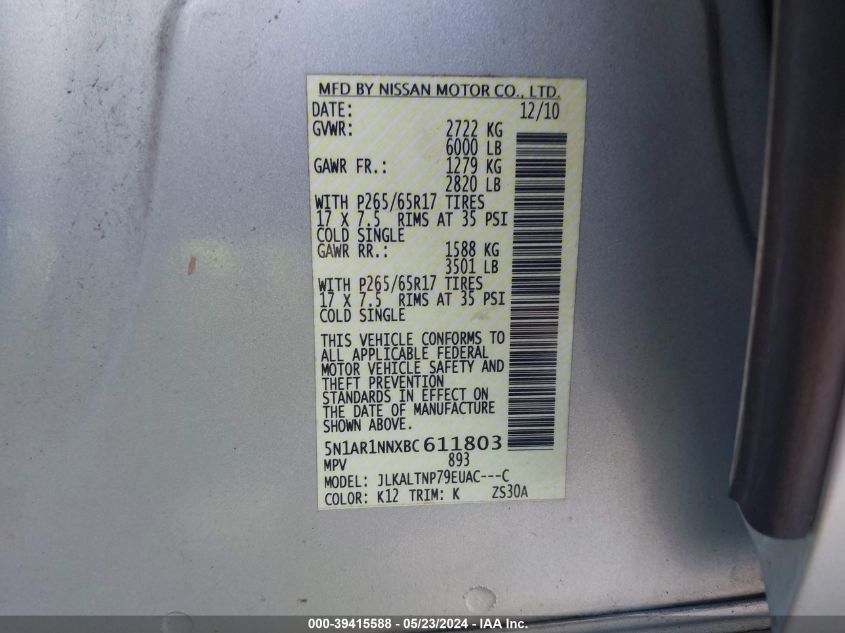 MFD BY NISSAN MOTOR CO., LTD.
DATE: 12/10
GVWR: 2722 KG
6000 LB
GAWR FR.: 1279 KG
2820 LB
WITH P265/65R17 TIRES
17 X 7.5 RIMS AT 35 PSI
COLD SINGLE
GAWR RR.: 1588 KG
3501 LB
WITH P265/65R17 TIRES
17 X 7.5 RIMS AT 35 PSI
COLD SINGLE
THIS VEHICLE CONFORMS TO
ALL APPLICABLE FEDERAL
MOTOR VEHICLE SAFETY AND
THEFT PREVENTION
STANDARDS IN EFFECT ON
THE DATE OF MANUFACTURE
SHOWN ABOVE.
5N1AR1NNXBC611803
MPV 893
MODEL: JLKALTNP79EUAC---C
COLOR: K12 TRIM: K ZS30A
000-39415588 - 05/23/2024 - IAA Inc.